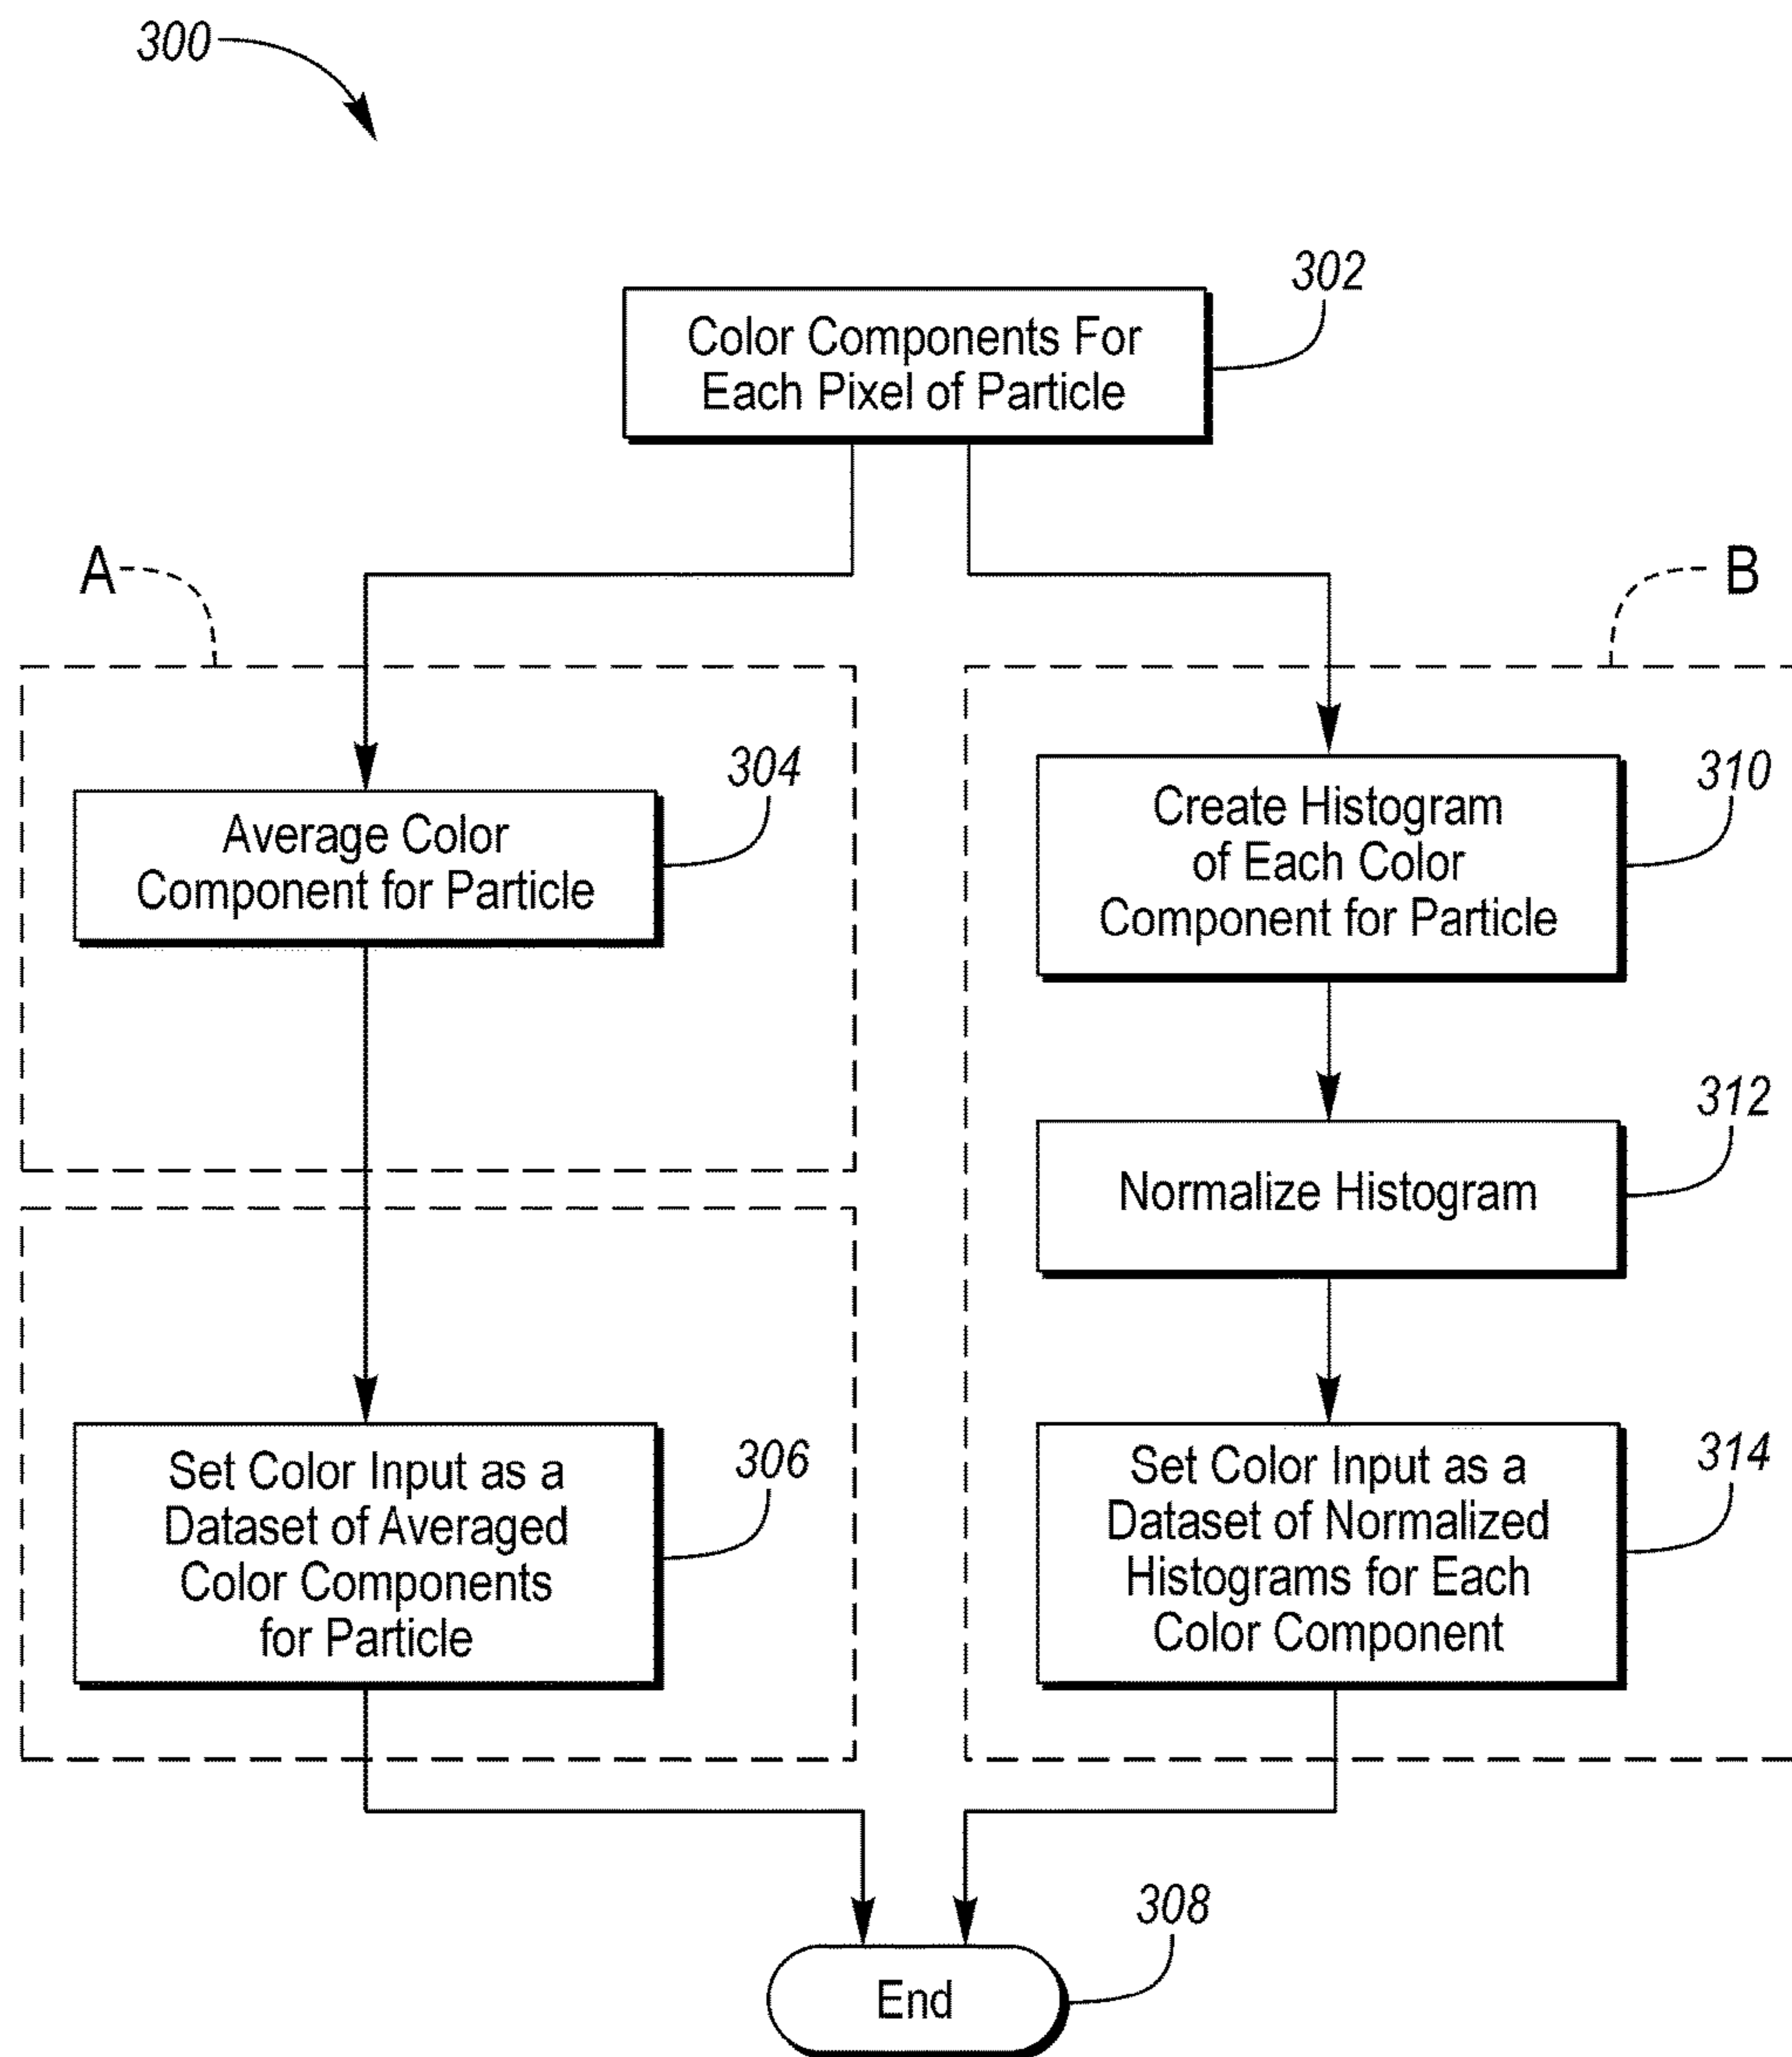 300
302
Color Components For
Each Pixel of Particle
A
B
304
Average Color
Component for Particle
310
Create Histogram
of Each Color
Component for Particle
312
Normalize Histogram
306
Set Color Input as a
Dataset of Averaged
Color Components
for Particle
314
Set Color Input as a
Dataset of Normalized
Histograms for Each
Color Component
308
End